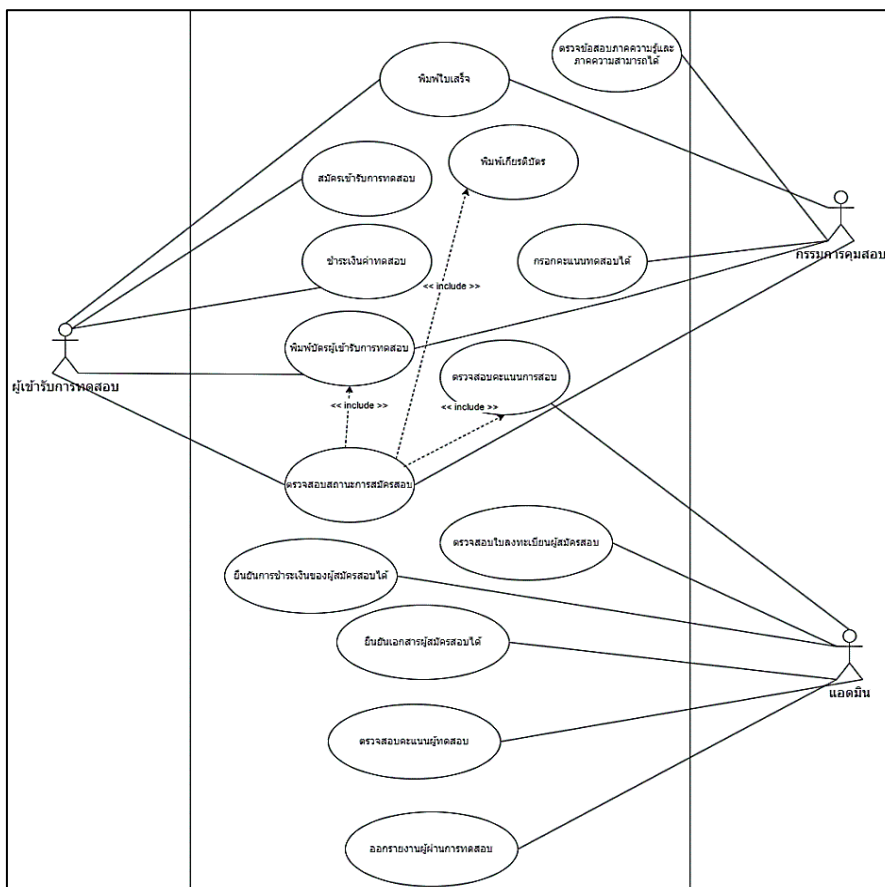 ตรวจข้อสอบภาคความรู้และ
ภาคความสามารถได้
พิมพ์ใบเสร็จ
พิมพ์เกียรติบัตร
สมัครเข้ารับการทดสอบ
กรรมการคุมสอบ
ชำระเงินค่าทดสอบ
กรอกคะแนนทดสอบได้
<< include >>
พิมพ์บัตรผู้เข้ารับการทดสอบ
ผู้เข้ารับการทดสอบ
ตรวจสอบคะแนนการสอบ
<< include >>
<< include >>
ตรวจสอบสถานะการสมัครสอบ
ตรวจสอบใบลงทะเบียนผู้สมัครสอบ
ยืนยันการชำระเงินของผู้สมัครสอบได้
ยืนยันเอกสารผู้สมัครสอบได้
แอดมิน
ตรวจสอบคะแนนผู้ทดสอบ
ออกรายงานผู้ผ่านการทดสอบ